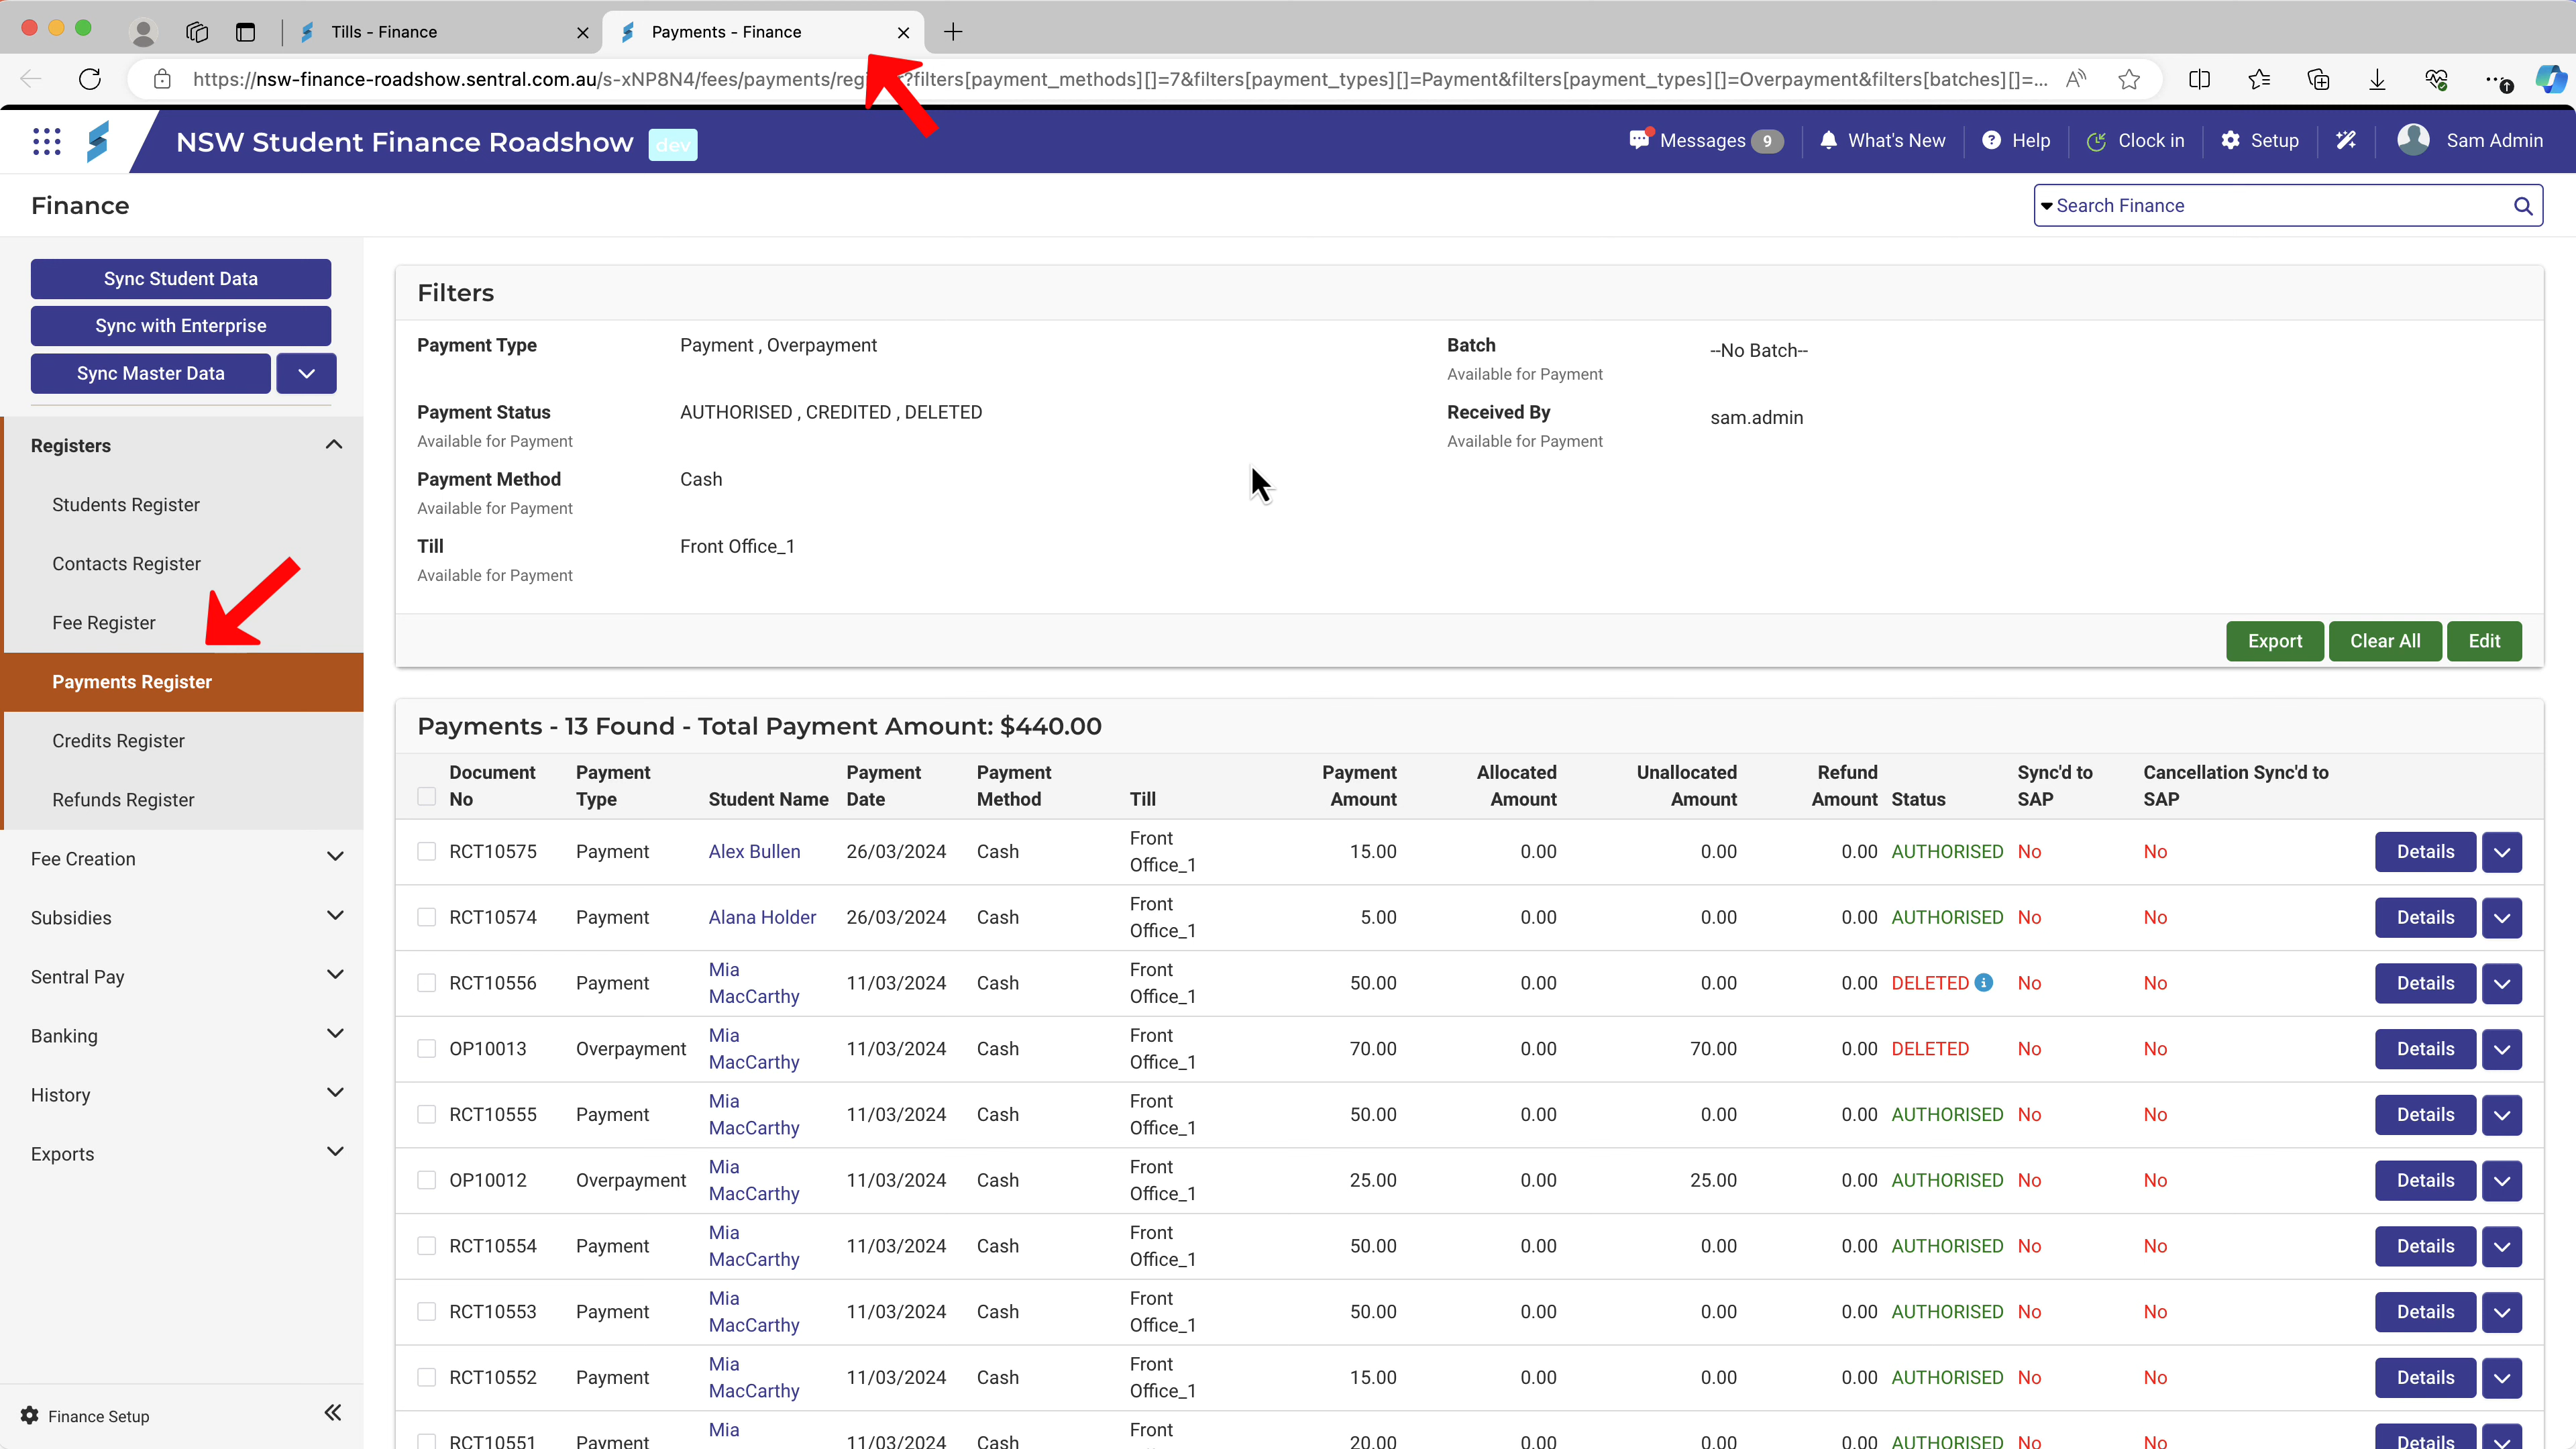 Tills - Finance
Payments - Finance
https://nsw-finance-roadshow.sentral.com.au/s-xNP8N4/fees/payments/reg ?filters[payment_methods][]=7&filters[payment_types][]=Payment&filters[payment_types][]=Overpayment&filters[batches][]=...
NSW Student Finance Roadshow dev
Messages 9
What's New
Help
Clock in
Setup
Sam Admin
Finance
Search Finance
Sync Student Data
Sync with Enterprise
Sync Master Data
Registers
Students Register
Contacts Register
Fee Register
Payments Register
Credits Register
Refunds Register
Fee Creation
Subsidies
Sentral Pay
Banking
History
Exports
Finance Setup
Filters
Payment Type Payment , Overpayment
Payment Status AUTHORISED , CREDITED , DELETED
Available for Payment
Payment Method Cash
Available for Payment
Till Front Office_1
Available for Payment
Batch --No Batch--
Available for Payment
Received By sam.admin
Available for Payment
Export Clear All Edit
Payments - 13 Found - Total Payment Amount: $440.00
Document No Payment Type Student Name Payment Date Payment Method Till Payment Amount Allocated Amount Unallocated Amount Refund Amount Status Sync'd to SAP Cancellation Sync'd to SAP
RCT10575 Payment Alex Bullen 26/03/2024 Cash Front Office_1 15.00 0.00 0.00 0.00 AUTHORISED No No Details
RCT10574 Payment Alana Holder 26/03/2024 Cash Front Office_1 5.00 0.00 0.00 0.00 AUTHORISED No No Details
RCT10556 Payment Mia MacCarthy 11/03/2024 Cash Front Office_1 50.00 0.00 0.00 0.00 DELETED No No Details
OP10013 Overpayment Mia MacCarthy 11/03/2024 Cash Front Office_1 70.00 0.00 70.00 0.00 DELETED No No Details
RCT10555 Payment Mia MacCarthy 11/03/2024 Cash Front Office_1 50.00 0.00 0.00 0.00 AUTHORISED No No Details
OP10012 Overpayment Mia MacCarthy 11/03/2024 Cash Front Office_1 25.00 0.00 25.00 0.00 AUTHORISED No No Details
RCT10554 Payment Mia MacCarthy 11/03/2024 Cash Front Office_1 50.00 0.00 0.00 0.00 AUTHORISED No No Details
RCT10553 Payment Mia MacCarthy 11/03/2024 Cash Front Office_1 50.00 0.00 0.00 0.00 AUTHORISED No No Details
RCT10552 Payment Mia MacCarthy 11/03/2024 Cash Front Office_1 15.00 0.00 0.00 0.00 AUTHORISED No No Details
RCT10551 Payment Mia 11/03/2024 Cash Front 20.00 0.00 0.00 0.00 AUTHORISED No No Details